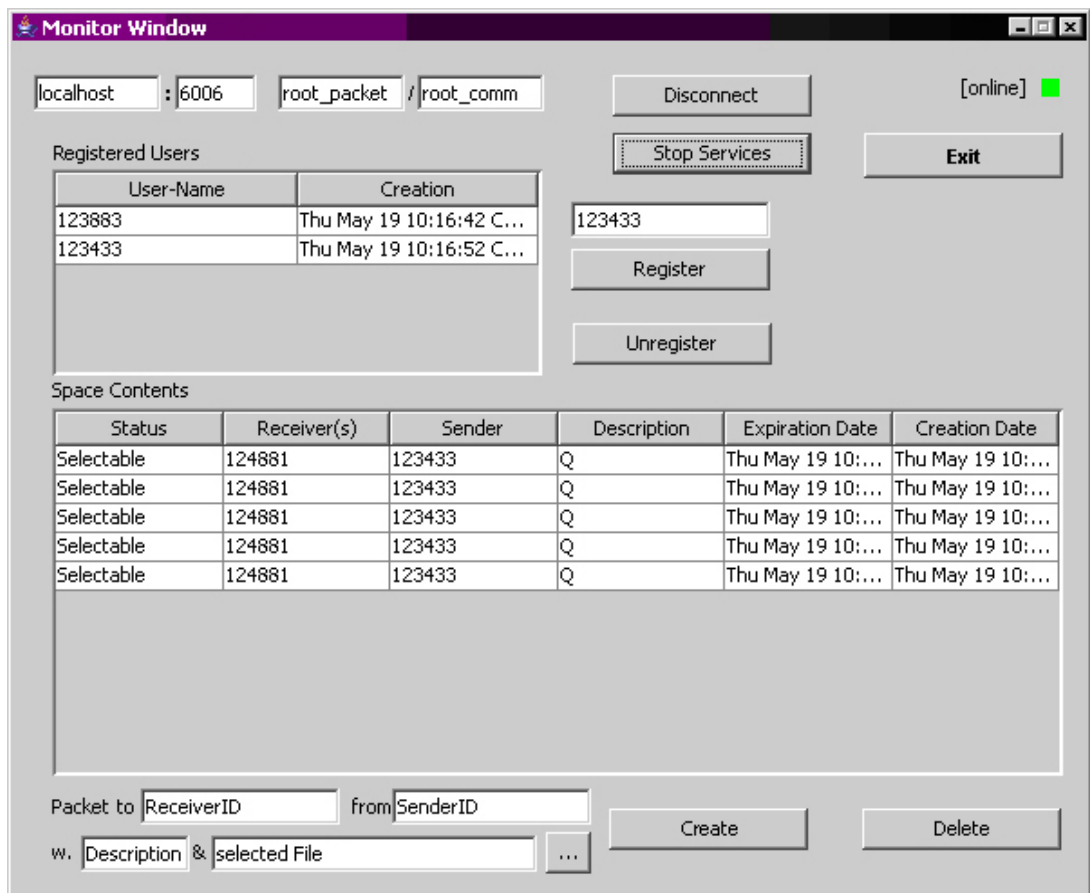 Monitor Window
localhost : 6006 root_packet / root_comm Disconnect [online]
Registered Users Stop Services Exit
User-Name Creation
123883 Thu May 19 10:16:42 C... 123433
123433 Thu May 19 10:16:52 C...
Register
Unregister
Space Contents
Status Receiver(s) Sender Description Expiration Date Creation Date
Selectable 124881 123433 Q Thu May 19 10:... Thu May 19 10:...
Selectable 124881 123433 Q Thu May 19 10:... Thu May 19 10:...
Selectable 124881 123433 Q Thu May 19 10:... Thu May 19 10:...
Selectable 124881 123433 Q Thu May 19 10:... Thu May 19 10:...
Selectable 124881 123433 Q Thu May 19 10:... Thu May 19 10:...
Packet to ReceiverID from SenderID Create Delete
w. Description & selected File ...